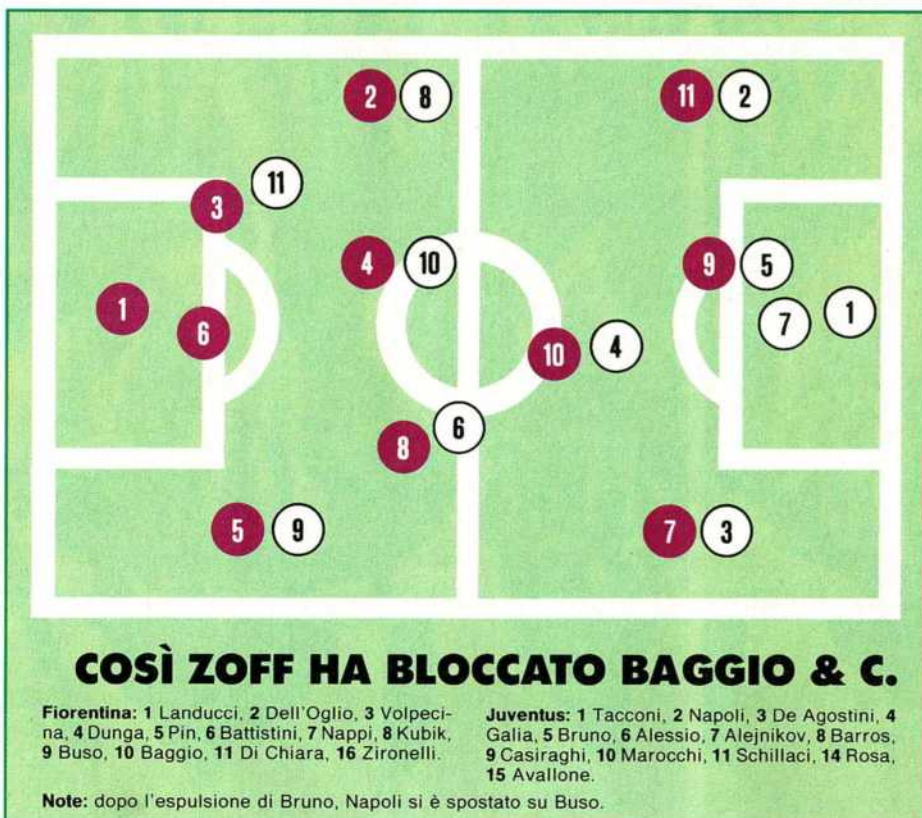 2 8 11 2
11
3
4 10 9 5
1 7 1
6 10 4
6
8
5 9 7 3
COSÌ ZOFF HA BLOCCATO BAGGIO & C.
Fiorentina: 1 Landucci, 2 Dell'Oglio, 3 Volpeci-
na, 4 Dunga, 5 Pin, 6 Battistini, 7 Nappi, 8 Kubik,
9 Buso, 10 Baggio, 11 Di Chiara, 16 Zironelli.
Juventus: 1 Tacconi, 2 Napoli, 3 De Agostini, 4
Galia, 5 Bruno, 6 Alessio, 7 Alejnikov, 8 Barros,
9 Casiraghi, 10 Marocchi, 11 Schillaci, 14 Rosa,
15 Avallone.
Note: dopo l'espulsione di Bruno, Napoli si è spostato su Buso.